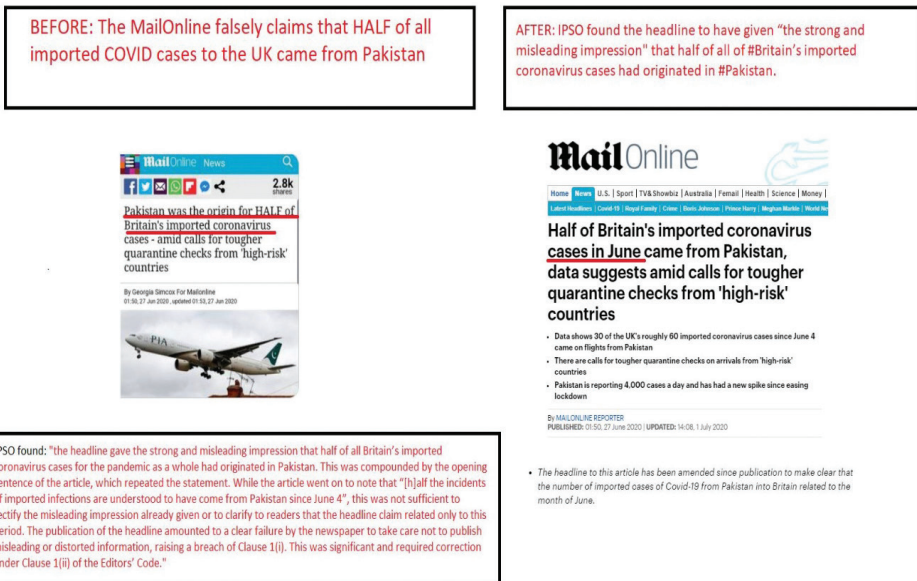 BEFORE: The MailOnline falsely claims that HALF of all
imported COVID cases to the UK came from Pakistan
AFTER: IPSO found the headline to have given “the strong and
misleading impression" that half of all of #Britain’s imported
coronavirus cases had originated in #Pakistan.
MailOnline News
2.8k
shares
Pakistan was the origin for HALF of
Britain's imported coronavirus
cases - amid calls for tougher
quarantine checks from 'high-risk'
countries
By Georgia Simcox For Mailonline
01:50, 27 Jun 2020, updated 01:53, 27 Jun 2020
PIA
MailOnline
Home News U.S. | Sport | TV&Showbiz | Australia | Femail | Health | Science | Money |
Latest Headlines | Covid-19 | Royal Family | Crime | Boris Johnson | Prince Harry | Meghan Markle | World Ne
Half of Britain's imported coronavirus
cases in June came from Pakistan,
data suggests amid calls for tougher
quarantine checks from 'high-risk'
countries
• Data shows 30 of the UK's roughly 60 imported coronavirus cases since June 4
came on flights from Pakistan
• There are calls for tougher quarantine checks on arrivals from 'high-risk'
countries
• Pakistan is reporting 4,000 cases a day and has had a new spike since easing
lockdown
By MAILONLINE REPORTER
PUBLISHED: 01:50, 27 June 2020 | UPDATED: 14:08, 1 July 2020
• The headline to this article has been amended since publication to make clear that
the number of imported cases of Covid-19 from Pakistan into Britain related to the
month of June.
PSO found: "the headline gave the strong and misleading impression that half of all Britain’s imported
oronavirus cases for the pandemic as a whole had originated in Pakistan. This was compounded by the opening
entence of the article, which repeated the statement. While the article went on to note that “[h]alf the incidents
f imported infections are understood to have come from Pakistan since June 4”, this was not sufficient to
ectify the misleading impression already given or to clarify to readers that the headline claim related only to this
eriod. The publication of the headline amounted to a clear failure by the newspaper to take care not to publish
isleading or distorted information, raising a breach of Clause 1(i). This was significant and required correction
nder Clause 1(ii) of the Editors’ Code."